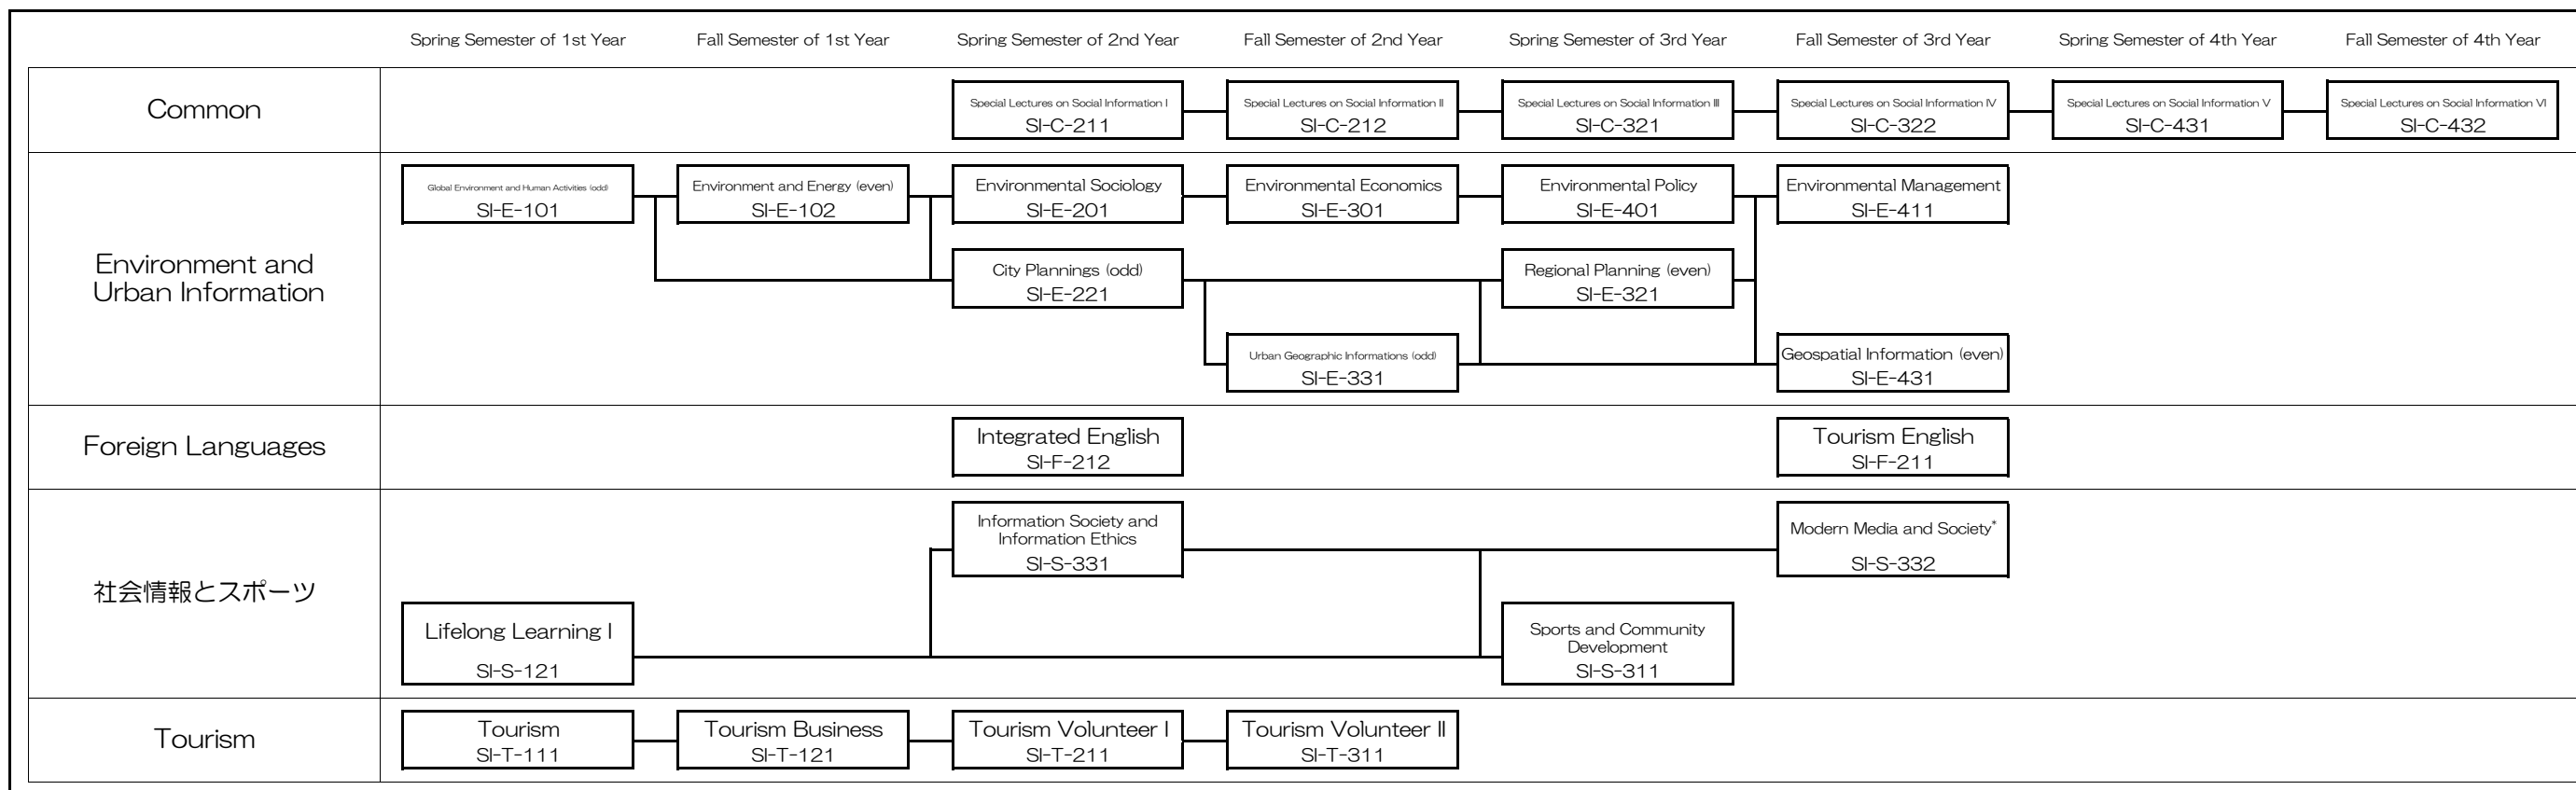 Spring Semester of 1st Year
Fall Semester of 1st Year
Spring Semester of 2nd Year
Fall Semester of 2nd Year
Spring Semester of 3rd Year
Fall Semester of 3rd Year
Spring Semester of 4th Year
Fall Semester of 4th Year
Common
Special Lectures on Social Information Ⅰ
SI-C-211
Special Lectures on Social Information Ⅱ
SI-C-212
Special Lectures on Social Information Ⅲ
SI-C-321
Special Lectures on Social Information Ⅳ
SI-C-322
Special Lectures on Social Information Ⅴ
SI-C-431
Special Lectures on Social Information Ⅵ
SI-C-432
Environment and
Urban Information
Global Environment and Human Activities (odd)
SI-E-101
Environment and Energy (even)
SI-E-102
Environmental Sociology
SI-E-201
Environmental Economics
SI-E-301
Environmental Policy
SI-E-401
Environmental Management
SI-E-411
City Plannings (odd)
SI-E-221
Regional Planning (even)
SI-E-321
Urban Geographic Informations (odd)
SI-E-331
Geospatial Information (even)
SI-E-431
Foreign Languages
Integrated English
SI-F-212
Tourism English
SI-F-211
社会情報とスポーツ
Information Society and
Information Ethics
SI-S-331
Modern Media and Society*
SI-S-332
Lifelong Learning Ⅰ
SI-S-121
Sports and Community
Development
SI-S-311
Tourism
Tourism
SI-T-111
Tourism Business
SI-T-121
Tourism Volunteer Ⅰ
SI-T-211
Tourism Volunteer Ⅱ
SI-T-311